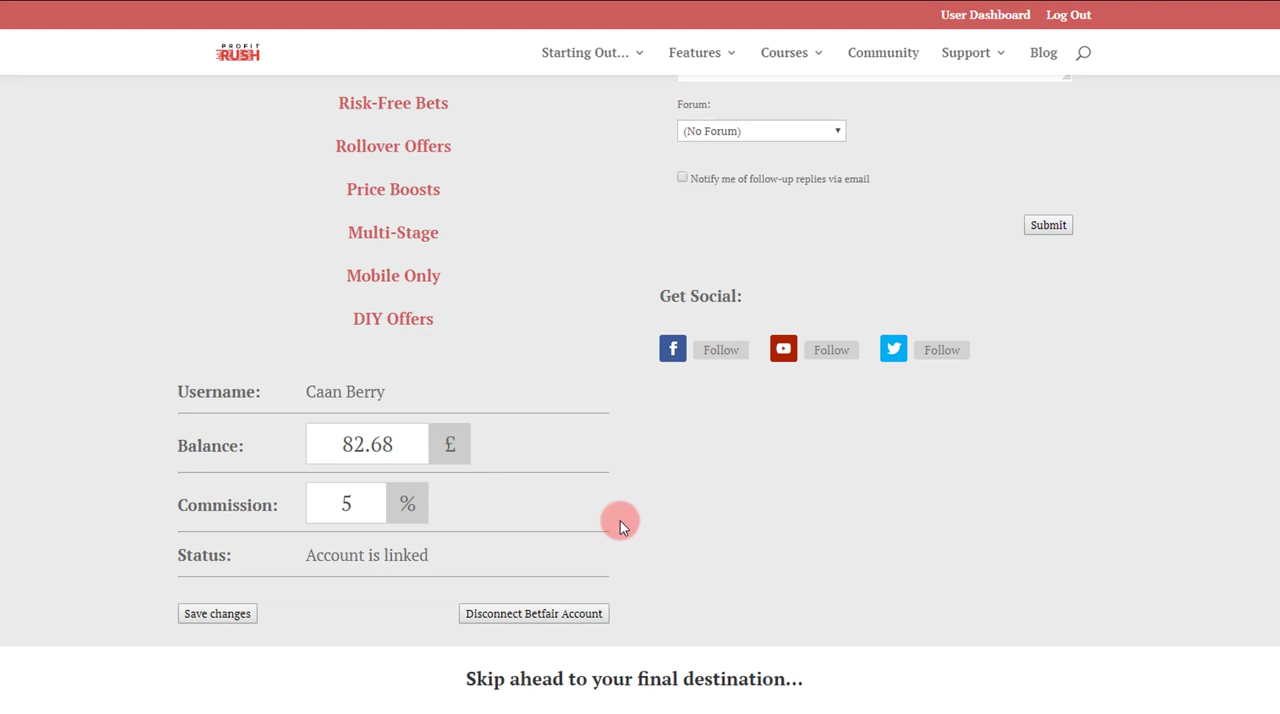 User Dashboard Log Out
PROFIT
RUSH
Starting Out... Features Courses Community Support Blog
Risk-Free Bets
Rollover Offers
Price Boosts
Multi-Stage
Mobile Only
DIY Offers
Username: Caan Berry
Balance: 82.68 £
Commission: 5 %
Status: Account is linked
Save changes Disconnect Betfair Account
Forum:
(No Forum)
Notify me of follow-up replies via email
Submit
Get Social:
f Follow Follow Follow
Skip ahead to your final destination...